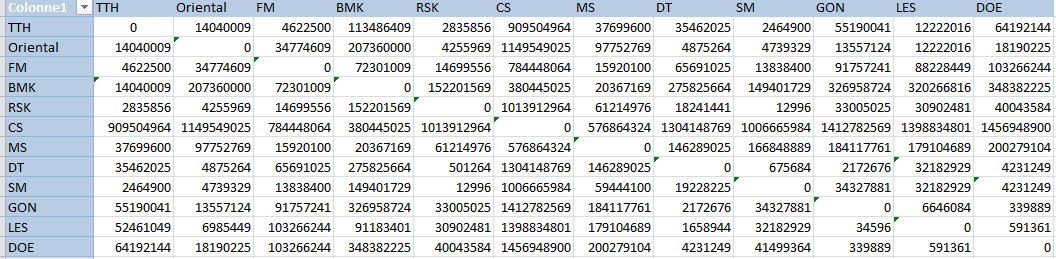 Colonne1 TTH Oriental FM BMK RSK CS MS DT SM GON LES DOE
TTH 0 14040009 4622500 113486409 2835856 909504964 37699600 35462025 2464900 55190041 12222016 64192144
Oriental 14040009 0 34774609 207360000 4255969 1149549025 97752769 4875264 4739329 13557124 12222016 18190225
FM 4622500 34774609 0 72301009 14699556 784448064 15920100 65691025 13838400 91757241 88228449 103266244
BMK 14040009 207360000 72301009 0 152201569 380445025 20367169 275825664 149401729 326958724 320266816 348382225
RSK 2835856 4255969 14699556 152201569 0 1013912964 61214976 18241441 12996 33005025 30902481 40043584
CS 909504964 1149549025 784448064 380445025 1013912964 0 576864324 1304148769 1006665984 1412782569 1398834801 1456948900
MS 37699600 97752769 15920100 20367169 61214976 576864324 0 146289025 166848889 184117761 179104689 200279104
DT 35462025 4875264 65691025 275825664 501264 1304148769 146289025 0 675684 2172676 32182929 4231249
SM 2464900 4739329 13838400 149401729 12996 1006665984 59444100 19228225 0 34327881 32182929 4231249
GON 55190041 13557124 91757241 326958724 33005025 1412782569 184117761 2172676 34327881 0 6646084 339889
LES 52461049 6985449 103266244 91183401 30902481 1398834801 179104689 1658944 32182929 34596 0 591361
DOE 64192144 18190225 103266244 348382225 40043584 1456948900 200279104 4231249 41499364 339889 591361 0